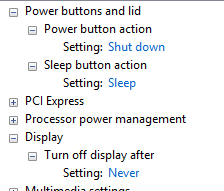 Power buttons and lid
Power button action
Setting: Shut down
Sleep button action
Setting: Sleep
PCI Express
Processor power management
Display
Turn off display after
Setting: Never
Multimedia settings